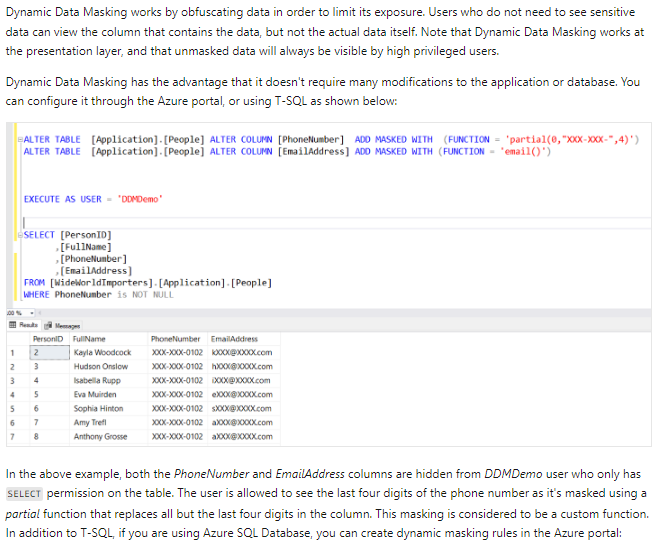 Dynamic Data Masking works by obfuscating data in order to limit its exposure. Users who do not need to see sensitive
data can view the column that contains the data, but not the actual data itself. Note that Dynamic Data Masking works at
the presentation layer, and that unmasked data will always be visible by high privileged users.
Dynamic Data Masking has the advantage that it doesn't require many modifications to the application or database. You
can configure it through the Azure portal, or using T-SQL as shown below:
ALTER TABLE [Application].[People] ALTER COLUMN [PhoneNumber] ADD MASKED WITH (FUNCTION = 'partial(0,"XXX-XXX-",4)')
ALTER TABLE [Application].[People] ALTER COLUMN [EmailAddress] ADD MASKED WITH (FUNCTION = 'email()')
EXECUTE AS USER = 'DDMDemo'
SELECT [PersonID]
,[FullName]
,[PhoneNumber]
,[EmailAddress]
FROM [WideWorldImporters].[Application].[People]
WHERE PhoneNumber is NOT NULL
100 %
Results Messages
PersonID FullName PhoneNumber EmailAddress
1 2 Kayla Woodcock XXX-XXX-0102 kXXX@XXXX.com
2 3 Hudson Onslow XXX-XXX-0102 hXXX@XXXX.com
3 4 Isabella Rupp XXX-XXX-0102 iXXX@XXXX.com
4 5 Eva Muirden XXX-XXX-0102 eXXX@XXXX.com
5 6 Sophia Hinton XXX-XXX-0102 sXXX@XXXX.com
6 7 Amy Trefl XXX-XXX-0102 aXXX@XXXX.com
7 8 Anthony Grosse XXX-XXX-0102 aXXX@XXXX.com
In the above example, both the PhoneNumber and EmailAddress columns are hidden from DDMDemo user who only has
SELECT permission on the table. The user is allowed to see the last four digits of the phone number as it's masked using a
partial function that replaces all but the last four digits in the column. This masking is considered to be a custom function.
In addition to T-SQL, if you are using Azure SQL Database, you can create dynamic masking rules in the Azure portal: